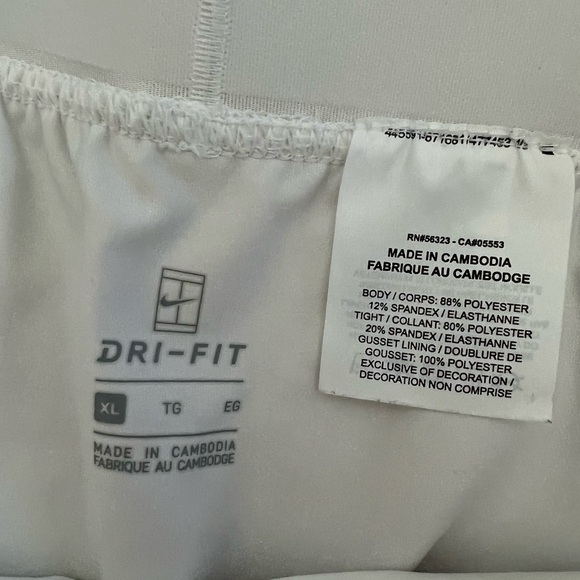 RN#56323 - CA#05553
MADE IN CAMBODIA
FABRIQUE AU CAMBODGE
BODY / CORPS: 88% POLYESTER
12% SPANDEX / ELASTHANNE
TIGHT / COLLANT: 80% POLYESTER
20% SPANDEX / ELASTHANNE
GUSSET LINING / DOUBLURE DE
GOUSSET: 100% POLYESTER
EXCLUSIVE OF DECORATION /
DECORATION NON COMPRISE
DRI-FIT
XL TG EG
MADE IN CAMBODIA
FABRIQUE AU CAMBODGE